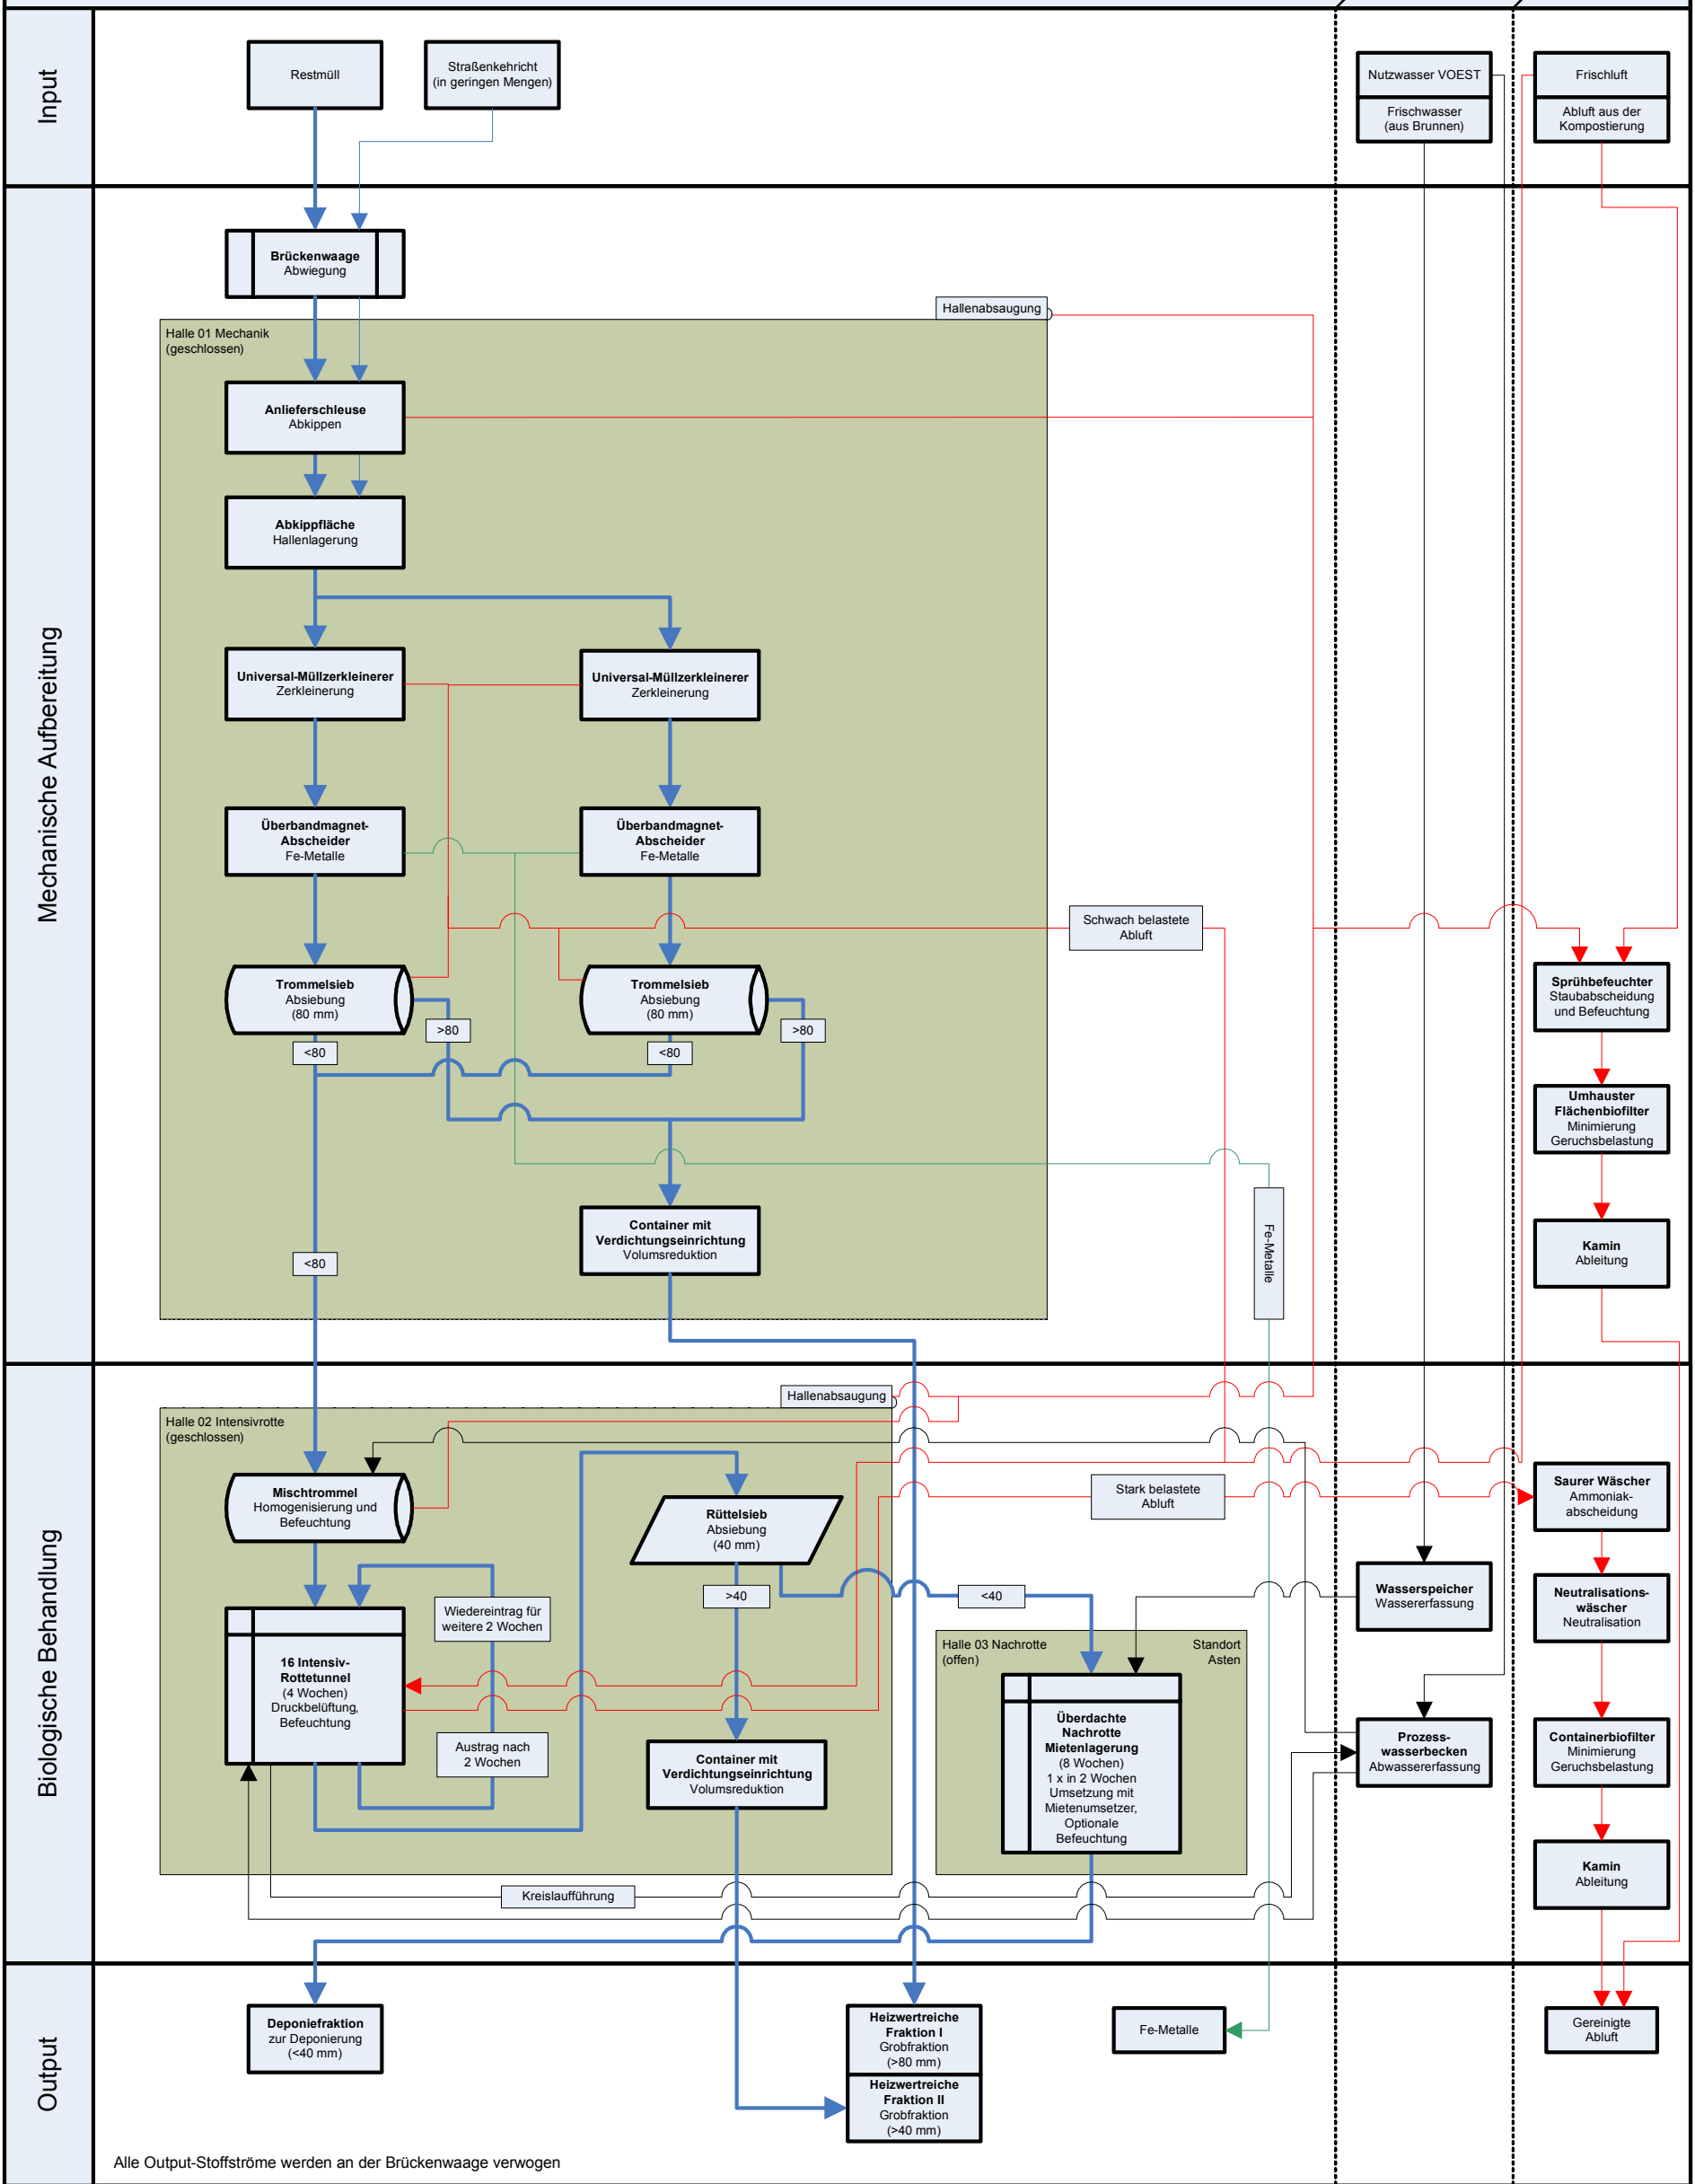 Input
Restmüll
Straßenkehricht
(in geringen Mengen)
Nutzwasser VOEST
Frischwasser
(aus Brunnen)
Frischluft
Abluft aus der
Kompostierung
Mechanische Aufbereitung
Brückenwaage
Abwiegung
Hallenabsaugung
Halle 01 Mechanik
(geschlossen)
Anlieferschleuse
Abkippen
Abkippfläche
Hallenlagerung
Universal-Müllzerkleinerer
Zerkleinerung
Universal-Müllzerkleinerer
Zerkleinerung
Überbandmagnet-
Abscheider
Fe-Metalle
Überbandmagnet-
Abscheider
Fe-Metalle
Schwach belastete
Abluft
Trommelsieb
Absiebung
(80 mm)
Trommelsieb
Absiebung
(80 mm)
Sprühbefeuchter
Staubabscheidung
und Befeuchtung
>80
>80
<80
<80
Umhauster
Flächenbiofilter
Minimierung
Geruchsbelastung
Container mit
Verdichtungseinrichtung
Volumsreduktion
Fe-Metalle
Kamin
Ableitung
<80
Biologische Behandlung
Hallenabsaugung
Halle 02 Intensivrotte
(geschlossen)
Mischtrommel
Homogenisierung und
Befeuchtung
Rüttelsieb
Absiebung
(40 mm)
Stark belastete
Abluft
Saurer Wäscher
Ammoniak-
abscheidung
>40
<40
Wasserspeicher
Wassererfassung
Neutralisations-
wäscher
Neutralisation
Wiedereintrag für
weitere 2 Wochen
16 Intensiv-
Rottetunnel
(4 Wochen)
Druckbelüftung,
Befeuchtung
Halle 03 Nachrotte
(offen)
Standort
Asten
Überdachte
Nachrotte
Mietenlagerung
(8 Wochen)
1 x in 2 Wochen
Umsetzung mit
Mietenumsetzer,
Optionale
Befeuchtung
Austrag nach
2 Wochen
Container mit
Verdichtungseinrichtung
Volumsreduktion
Prozess-
wasserbecken
Abwassererfassung
Containerbiofilter
Minimierung
Geruchsbelastung
Kamin
Ableitung
Kreislaufführung
Output
Deponiefraktion
zur Deponierung
(<40 mm)
Heizwertreiche
Fraktion I
Grobfraktion
(>80 mm)
Heizwertreiche
Fraktion II
Grobfraktion
(>40 mm)
Fe-Metalle
Gereinigte
Abluft
Alle Output-Stoffströme werden an der Brückenwaage verwogen